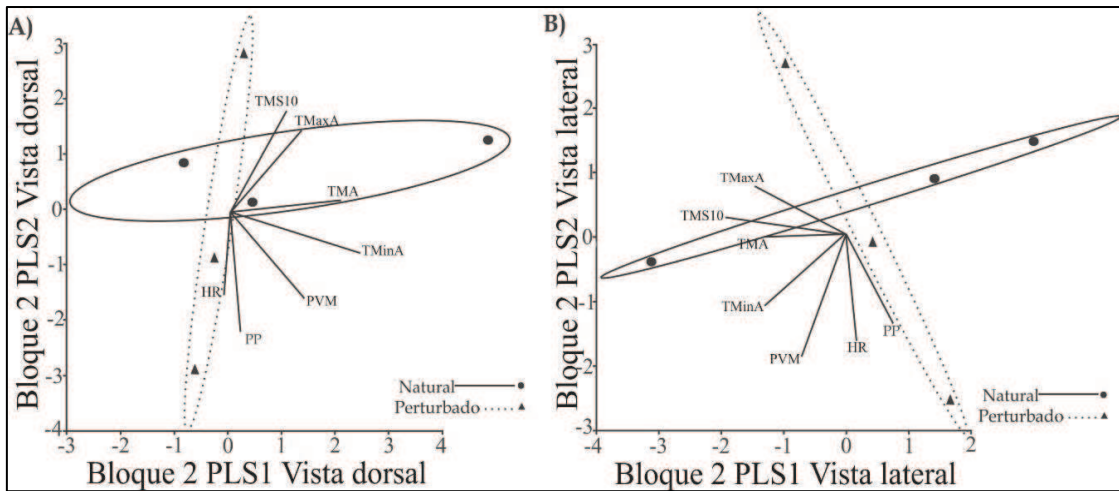 A)
Bloque 2 PLS2 Vista dorsal
3
2
1
0
-1
-2
-3
-4
TMS10
TMaxA
TMA
TMinA
HR
PVM
PP
Natural
Perturbado
-3 -2 -1 0 1 2 3 4
Bloque 2 PLS1 Vista dorsal
B)
Bloque 2 PLS2 Vista lateral
3
2
1
0
-1
-2
-3
TMaxA
TMS10
TMA
TMinA
PP
PVM
HR
Natural
Perturbado
-4 -3 -2 -1 0 1 2
Bloque 2 PLS1 Vista lateral